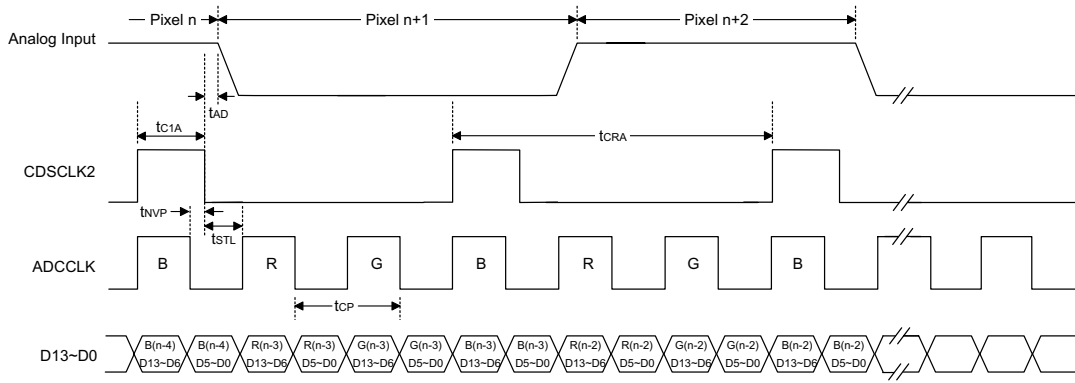 Pixel n
Pixel n+1
Pixel n+2
Analog Input
tAD
tC1A
tCRA
CDSCLK2
tNVP
tSTL
ADCCLK
B
R
G
B
R
G
B
tCP
D13~D0
B(n-4)
D13~D6
B(n-4)
D5~D0
R(n-3)
D13~D6
R(n-3)
D5~D0
G(n-3)
D13~D6
G(n-3)
D5~D0
B(n-3)
D13~D6
B(n-3)
D5~D0
R(n-2)
D13~D6
R(n-2)
D5~D0
G(n-2)
D13~D6
G(n-2)
D5~D0
B(n-2)
D13~D6
B(n-2)
D5~D0